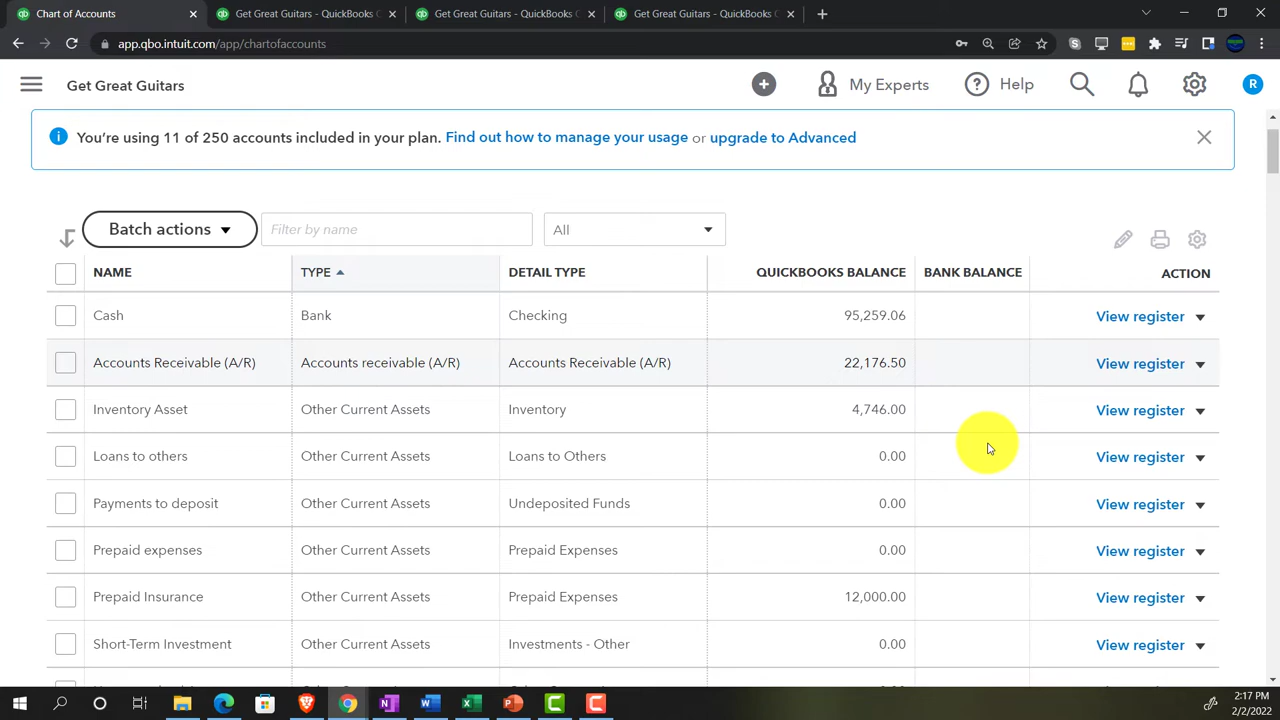 Chart of Accounts
Get Great Guitars - QuickBooks C
Get Great Guitars - QuickBooks C
Get Great Guitars - QuickBooks C
app.qbo.intuit.com/app/chartofaccounts
Get Great Guitars
My Experts
Help
R
You're using 11 of 250 accounts included in your plan. Find out how to manage your usage or upgrade to Advanced
Batch actions
Filter by name
All
NAME TYPE DETAIL TYPE QUICKBOOKS BALANCE BANK BALANCE ACTION
Cash Bank Checking 95,259.06 View register
Accounts Receivable (A/R) Accounts receivable (A/R) Accounts Receivable (A/R) 22,176.50 View register
Inventory Asset Other Current Assets Inventory 4,746.00 View register
Loans to others Other Current Assets Loans to Others 0.00 View register
Payments to deposit Other Current Assets Undeposited Funds 0.00 View register
Prepaid expenses Other Current Assets Prepaid Expenses 0.00 View register
Prepaid Insurance Other Current Assets Prepaid Expenses 12,000.00 View register
Short-Term Investment Other Current Assets Investments - Other 0.00 View register
2:17 PM
2/2/2022